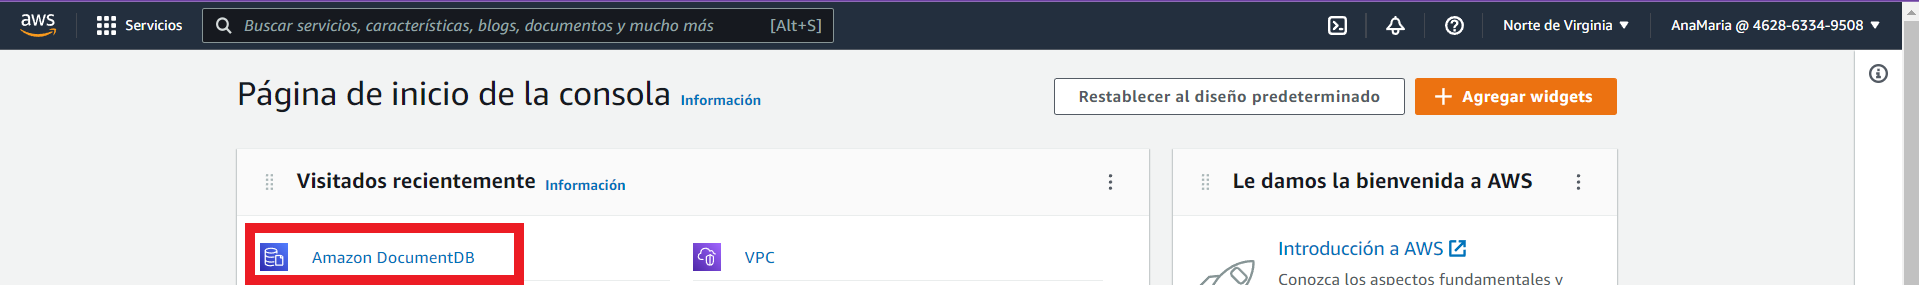 aws
Servicios
Buscar servicios, características, blogs, documentos y mucho más
[Alt+S]
Norte de Virginia
AnaMaria @ 4628-6334-9508
Página de inicio de la consola
Información
Restablecer al diseño predeterminado
Agregar widgets
Visitados recientemente
Información
Le damos la bienvenida a AWS
Amazon DocumentDB
VPC
Introducción a AWS
Conozca los aspectos fundamentales y